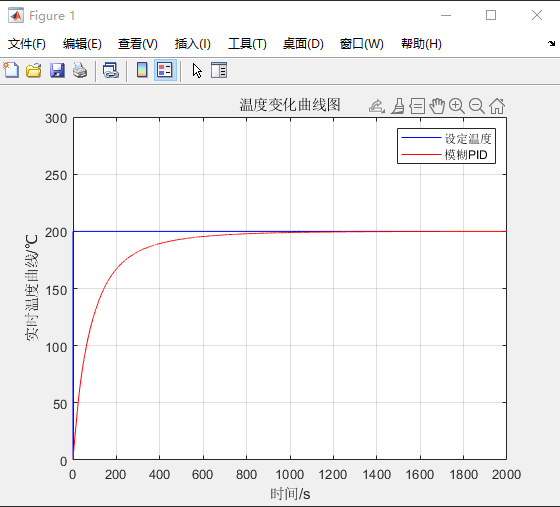 Figure 1
文件(F) 编辑(E) 查看(V) 插入(I) 工具(T) 桌面(D) 窗口(W) 帮助(H)
温度变化曲线图
设定温度
模糊PID
实时温度曲线/℃
300
250
200
150
100
50
0
0 200 400 600 800 1000 1200 1400 1600 1800 2000
时间/s